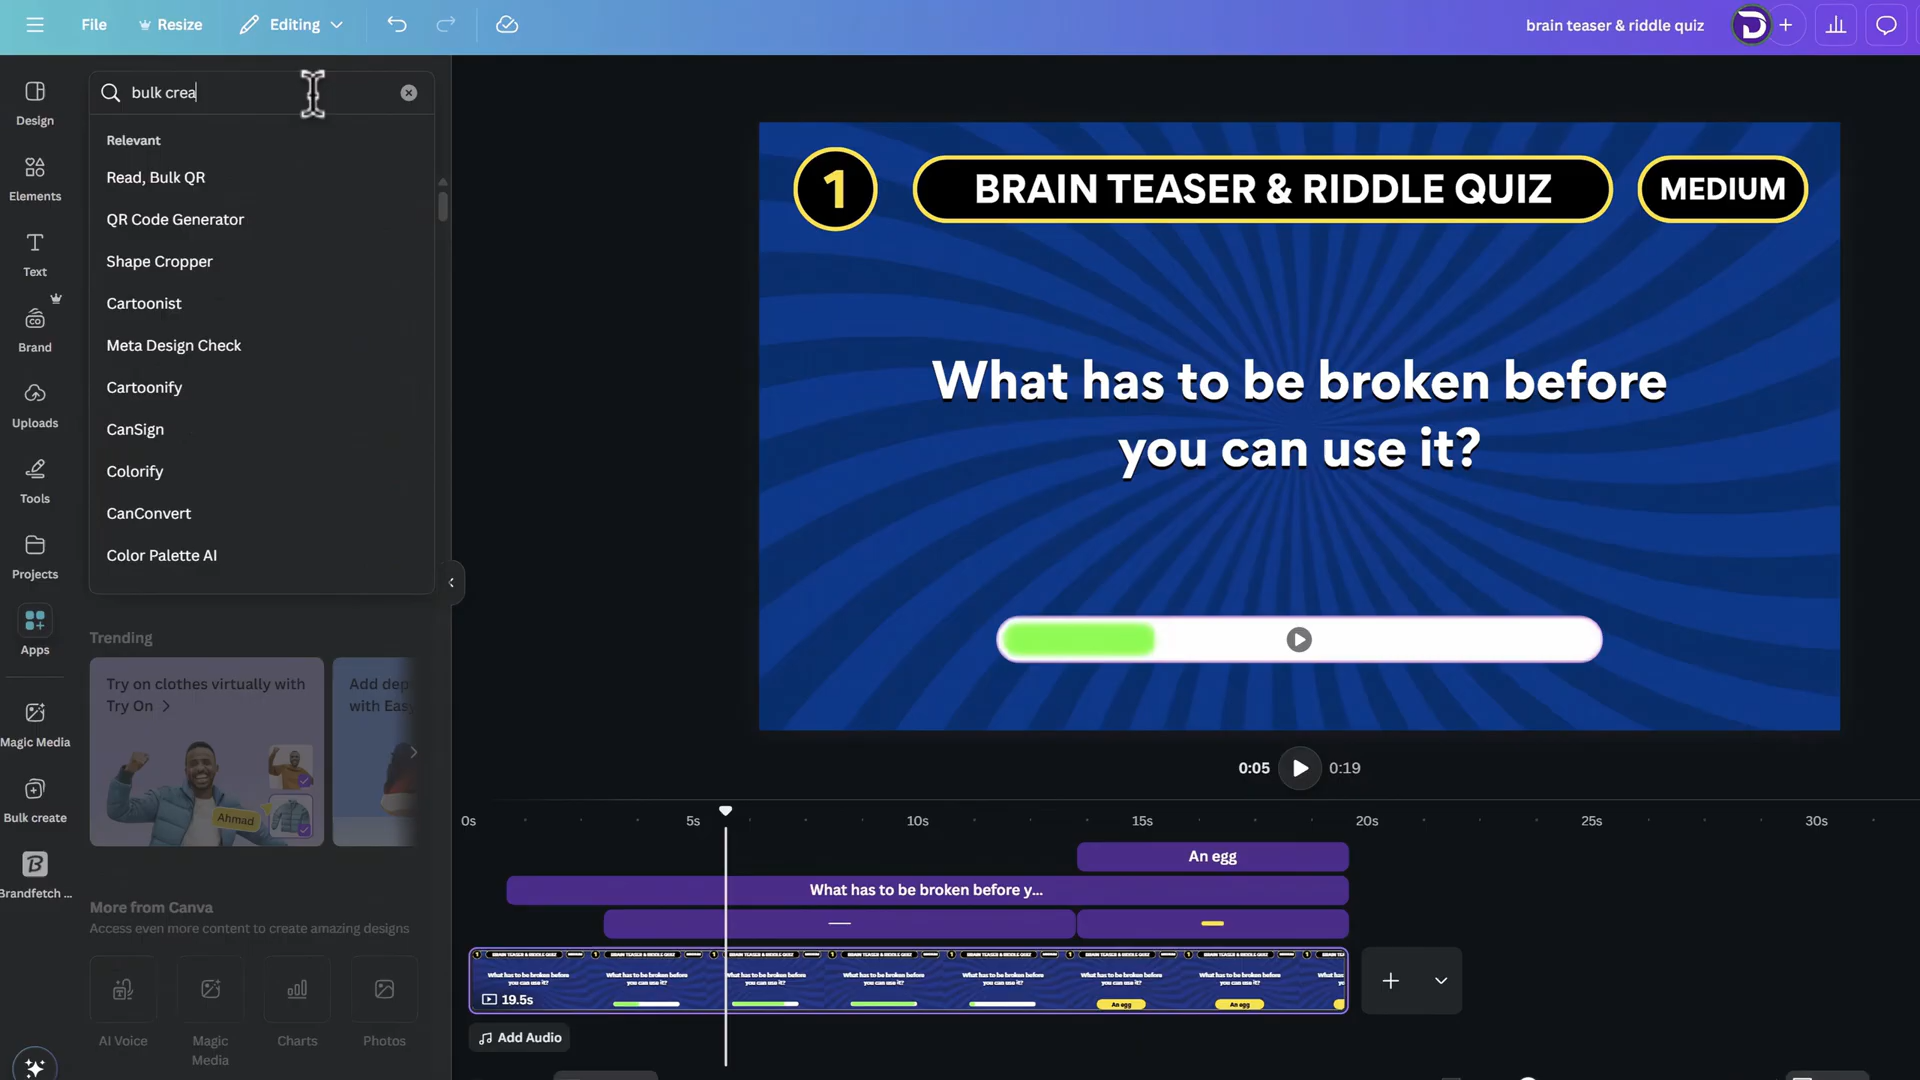 File
Resize
Editing
brain teaser & riddle quiz
Design
Elements
Text
Brand
Uploads
Tools
Projects
Apps
Magic Media
Bulk create
Brandfetch ...
bulk crea
Relevant
Read, Bulk QR
QR Code Generator
Shape Cropper
Cartoonist
Meta Design Check
Cartoonify
CanSign
Colorify
CanConvert
Color Palette AI
Trending
Try on clothes virtually with
Try On
Add dep
with Eas
Ahmad
More from Canva
Access even more content to create amazing designs
AI Voice
Magic
Media
Charts
Photos
1
BRAIN TEASER & RIDDLE QUIZ
MEDIUM
What has to be broken before
you can use it?
0:05
0:19
0s
5s
10s
15s
20s
25s
30s
An egg
What has to be broken before y...
19.5s
Add Audio